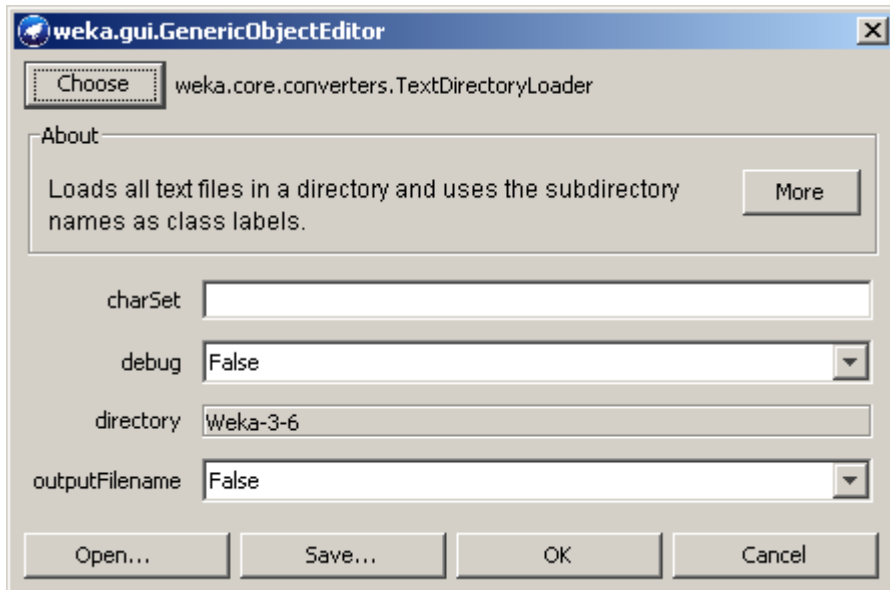 weka.gui.GenericObjectEditor
Choose weka.core.converters.TextDirectoryLoader
About
Loads all text files in a directory and uses the subdirectory
names as class labels.
More
charSet
debug False
directory Weka-3-6
outputFilename False
Open... Save... OK Cancel